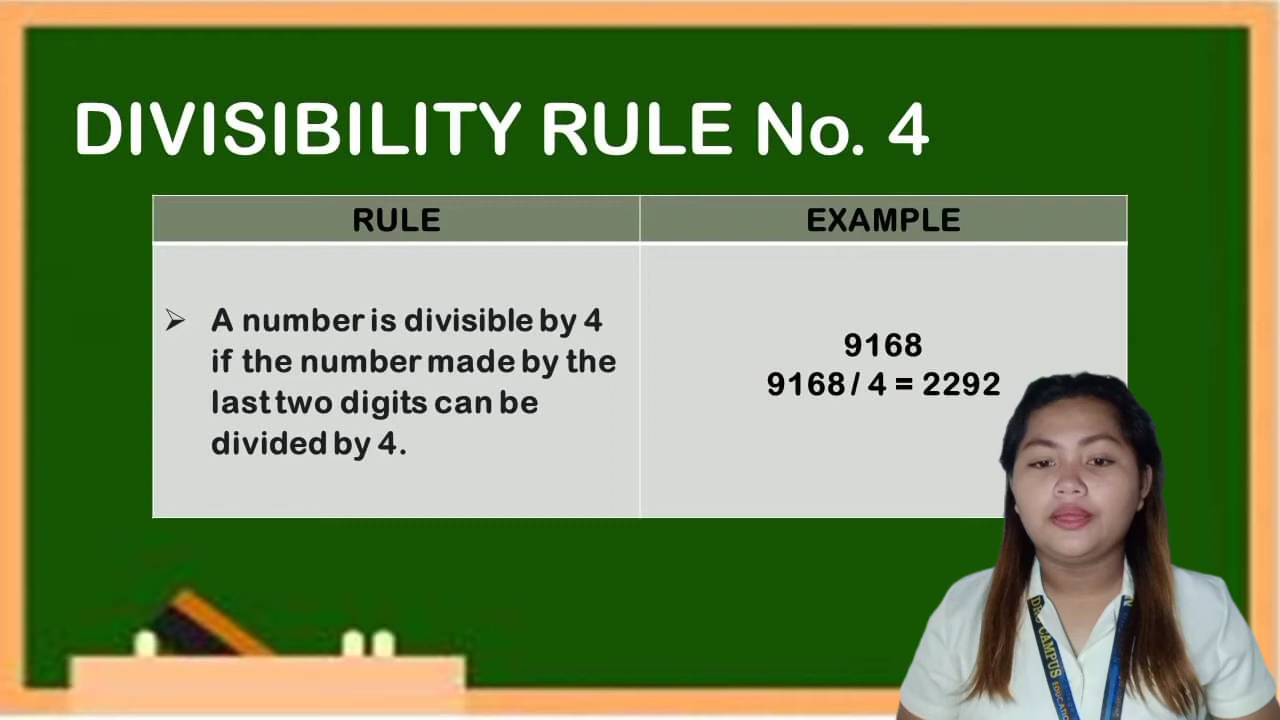 DIVISIBILITY RULE No. 4
RULE
EXAMPLE
➢ A number is divisible by 4
if the number made by the
last two digits can be
divided by 4.
9168
9168 / 4 = 2292
CAMPUS